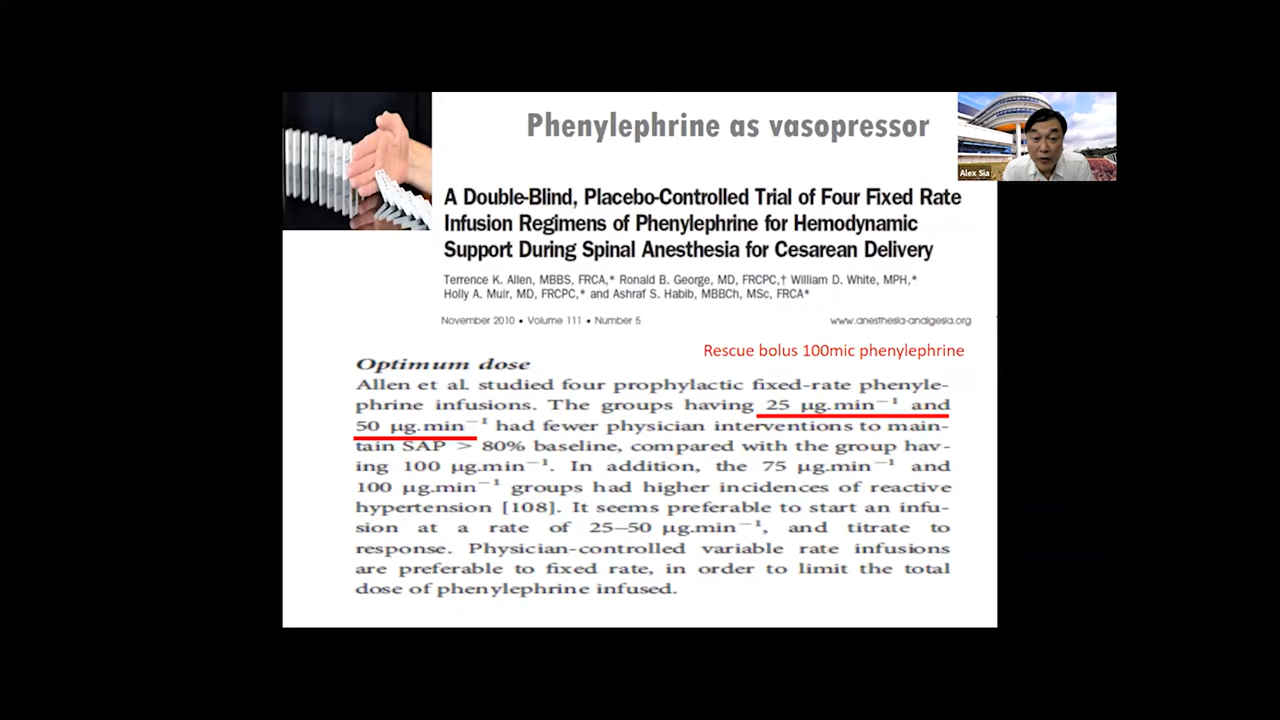 Phenylephrine as vasopressor
Alex Sia
A Double-Blind, Placebo-Controlled Trial of Four Fixed Rate
Infusion Regimens of Phenylephrine for Hemodynamic
Support During Spinal Anesthesia for Cesarean Delivery
Terrence K. Allen, MBBS, FRCA,* Ronald B. George, MD, FRCPC,† William D. White, MPH,*
Holly A. Muir, MD, FRCPC,* and Ashraf S. Habib, MBBCh, MSc, FRCA*
November 2010 • Volume 111 • Number 5
www.anesthesia-analgesia.org
Rescue bolus 100mic phenylephrine
Optimum dose
Allen et al. studied four prophylactic fixed-rate phenyle-
phrine infusions. The groups having 25 µg.min⁻¹ and
50 µg.min⁻¹ had fewer physician interventions to main-
tain SAP > 80% baseline, compared with the group hav-
ing 100 µg.min⁻¹. In addition, the 75 µg.min⁻¹ and
100 µg.min⁻¹ groups had higher incidences of reactive
hypertension [108]. It seems preferable to start an infu-
sion at a rate of 25–50 µg.min⁻¹, and titrate to
response. Physician-controlled variable rate infusions
are preferable to fixed rate, in order to limit the total
dose of phenylephrine infused.